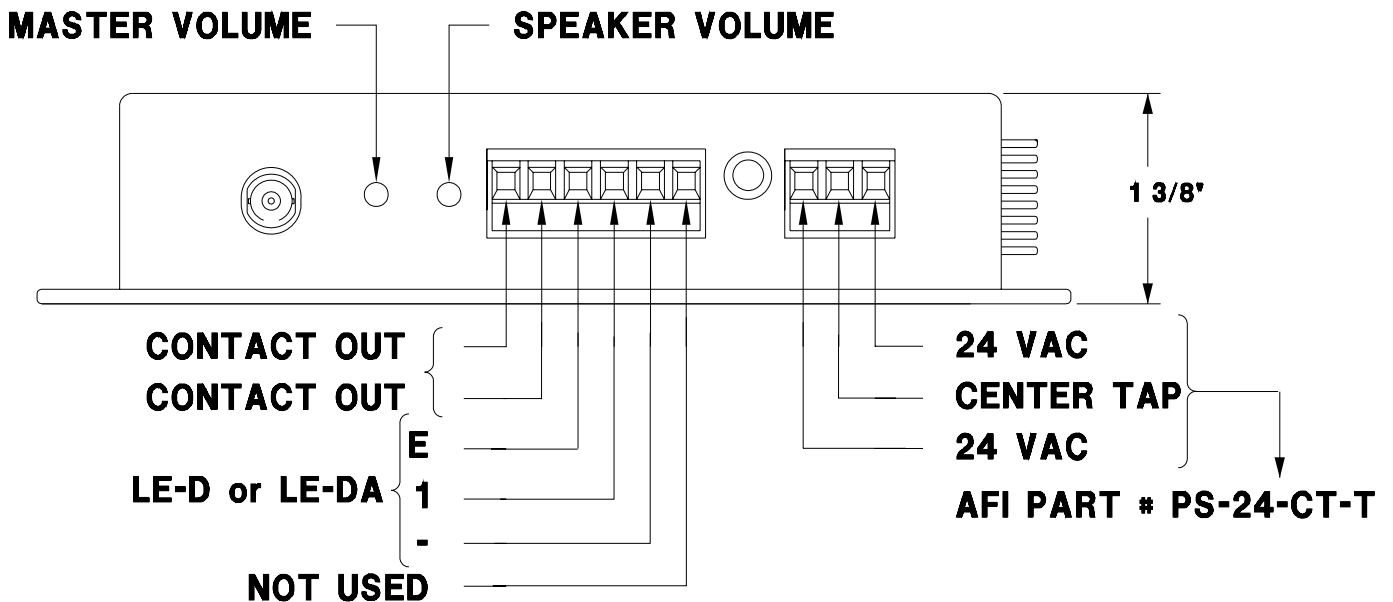 MASTER VOLUME
SPEAKER VOLUME
1 3/8"
CONTACT OUT
CONTACT OUT
E
LE-D or LE-DA
1
-
NOT USED
24 VAC
CENTER TAP
24 VAC
AFI PART # PS-24-CT-T